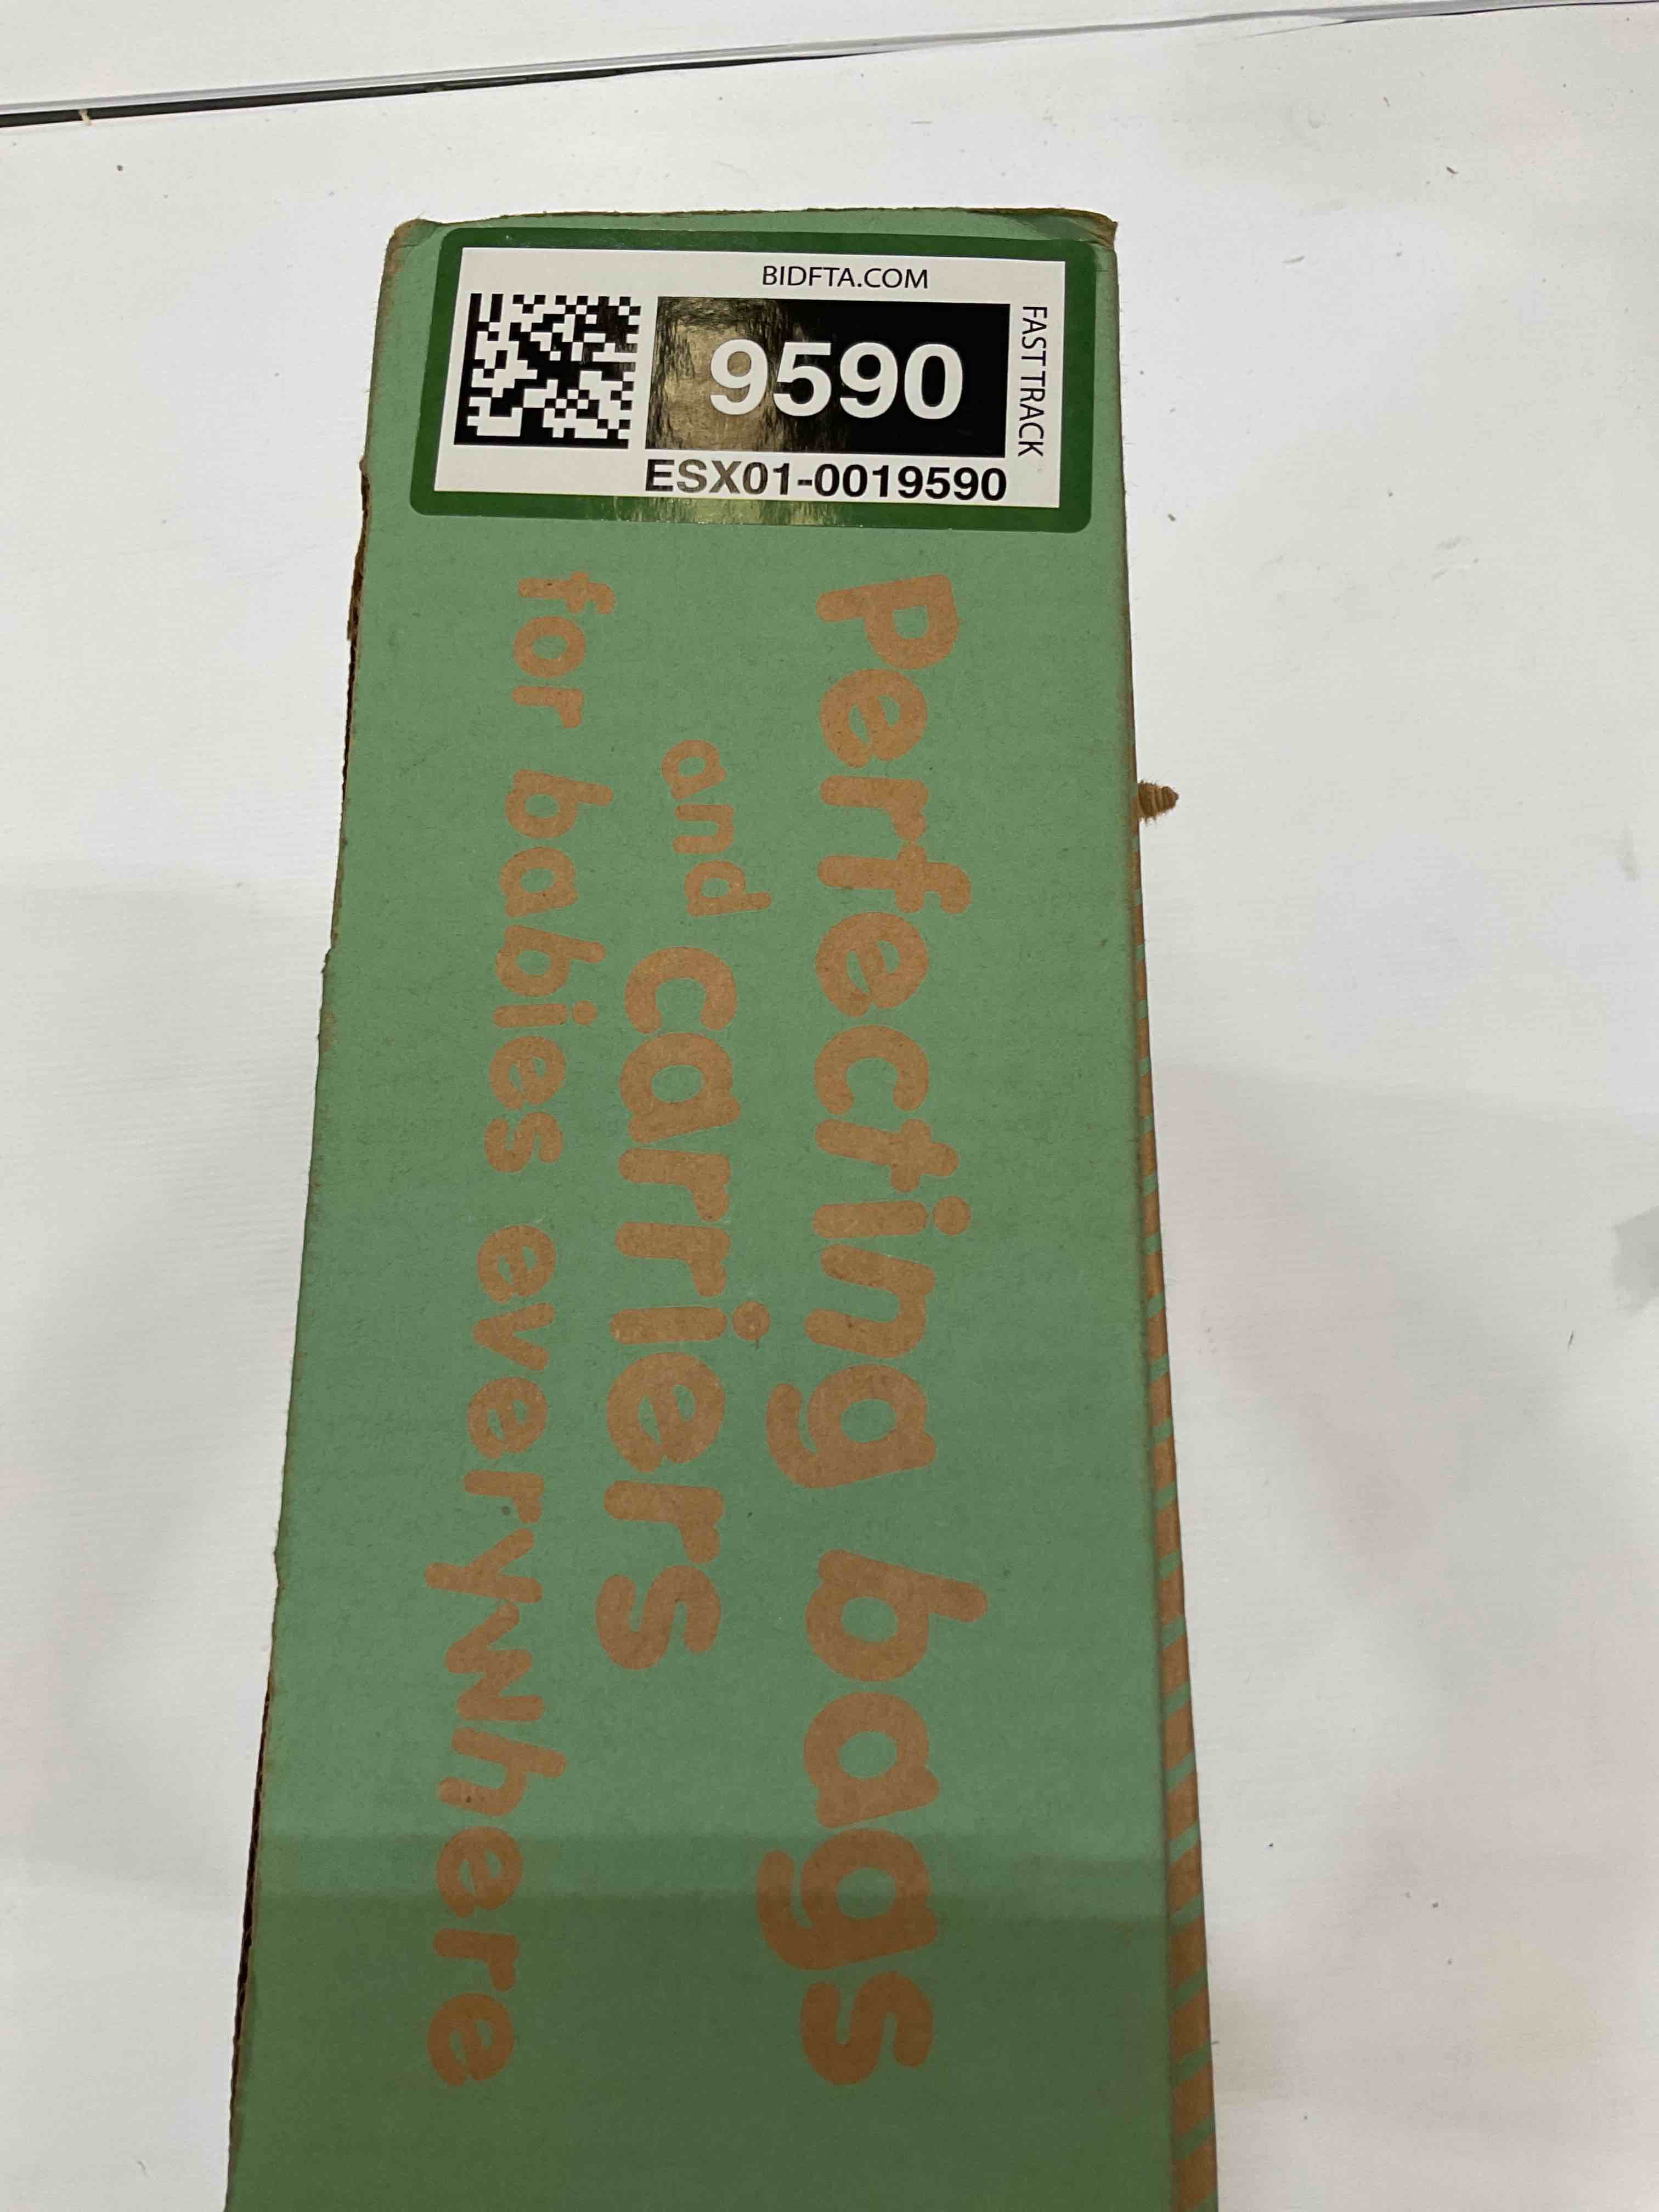 BIDFTA.COM
9590
FAST TRACK
ESX01-0019590
Perfecting bags
and carriers
for babies everywhere